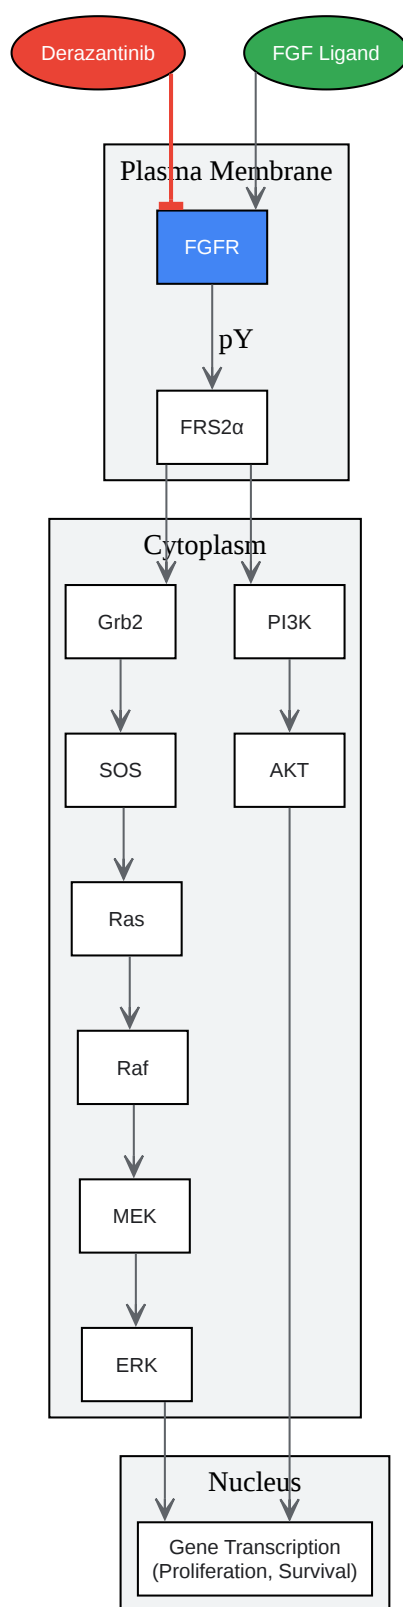 Derazantinib
FGF Ligand
Plasma Membrane
FGFR
pY
FRS2α
Cytoplasm
Grb2
PI3K
SOS
AKT
Ras
Raf
MEK
ERK
Nucleus
Gene Transcription
(Proliferation, Survival)